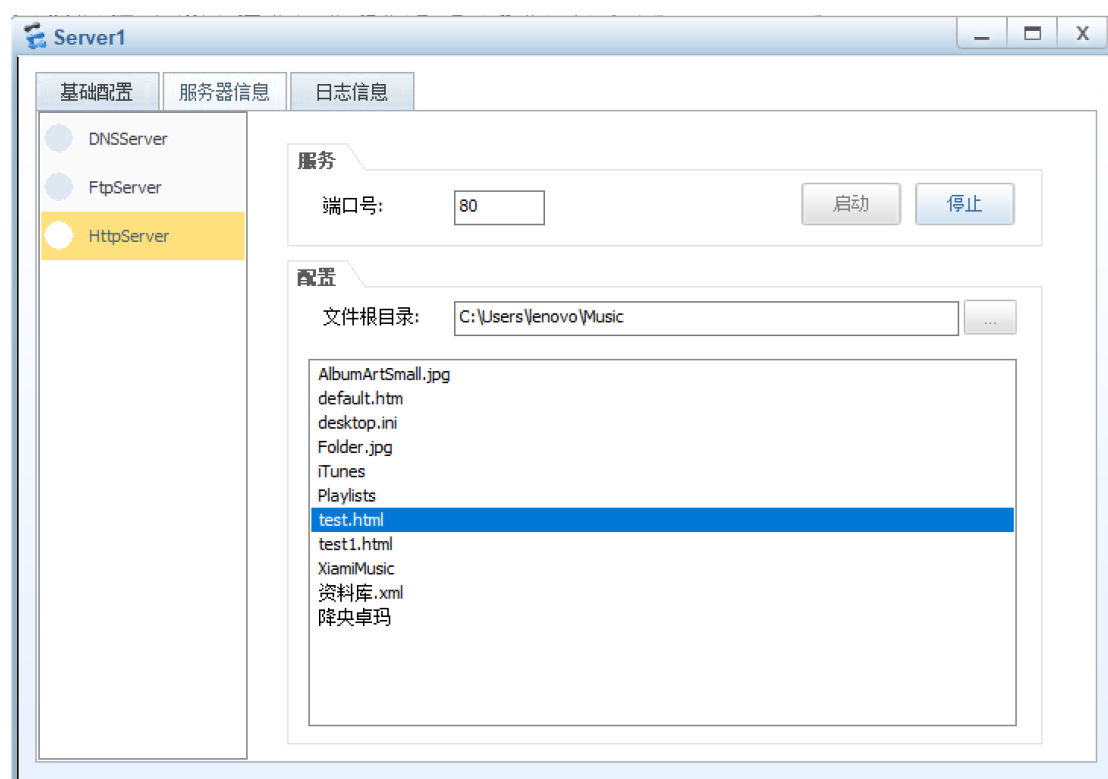 Server1
X
基础配置 服务器信息 日志信息
DNSServer
FtpServer
HttpServer
服务
端口号: 80 启动 停止
配置
文件根目录: C:\Users\lenovo\Music ...
AlbumArtSmall.jpg
default.htm
desktop.ini
Folder.jpg
iTunes
Playlists
test.html
test1.html
XiamiMusic
资料库.xml
降央卓玛